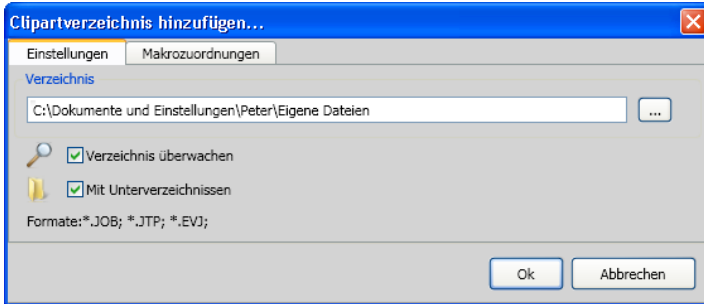 Clipartverzeichnis hinzufügen...
Einstellungen Makrozuordnungen
Verzeichnis
C:\Dokumente und Einstellungen\Peter\Eigene Dateien ...
Verzeichnis überwachen
Mit Unterverzeichnissen
Formate:*.JOB; *.JTP; *.EVJ;
Ok Abbrechen